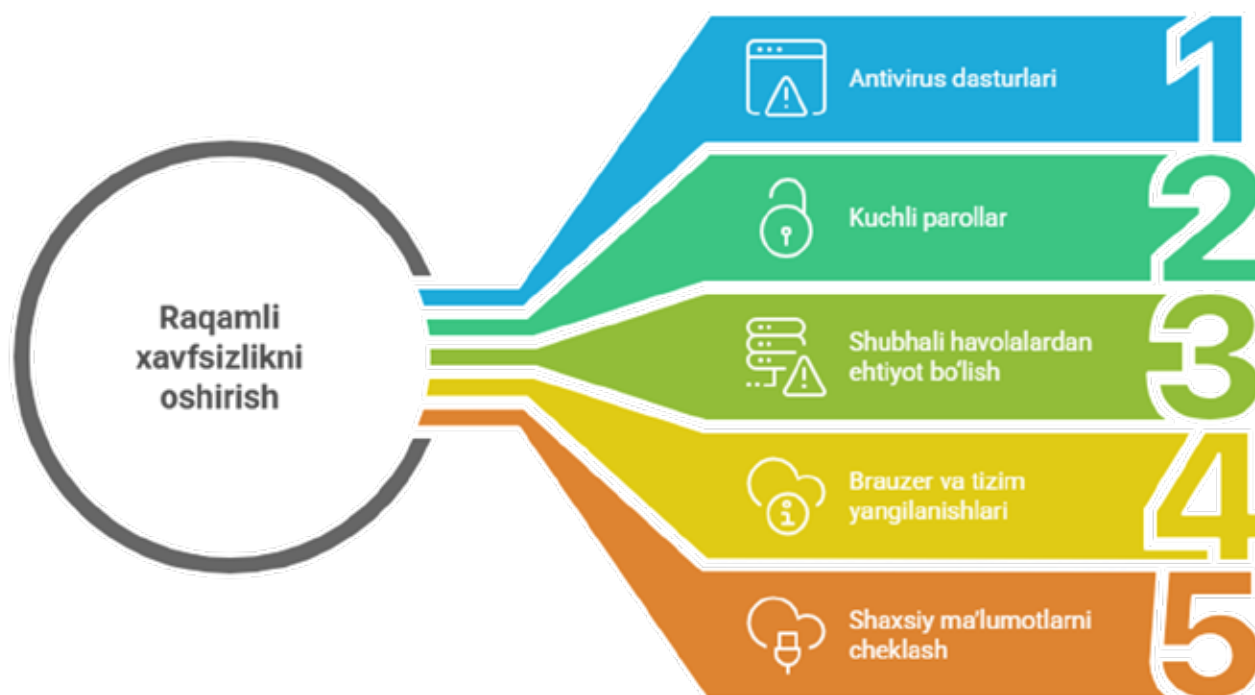 Raqamli
xavfsizlikni
oshirish
Antivirus dasturlari
1
Kuchli parollar
2
Shubhali havolalardan
ehtiyot bo‘lish
3
Brauzer va tizim
yangilanishlari
4
Shaxsiy ma’lumotlarni
cheklash
5